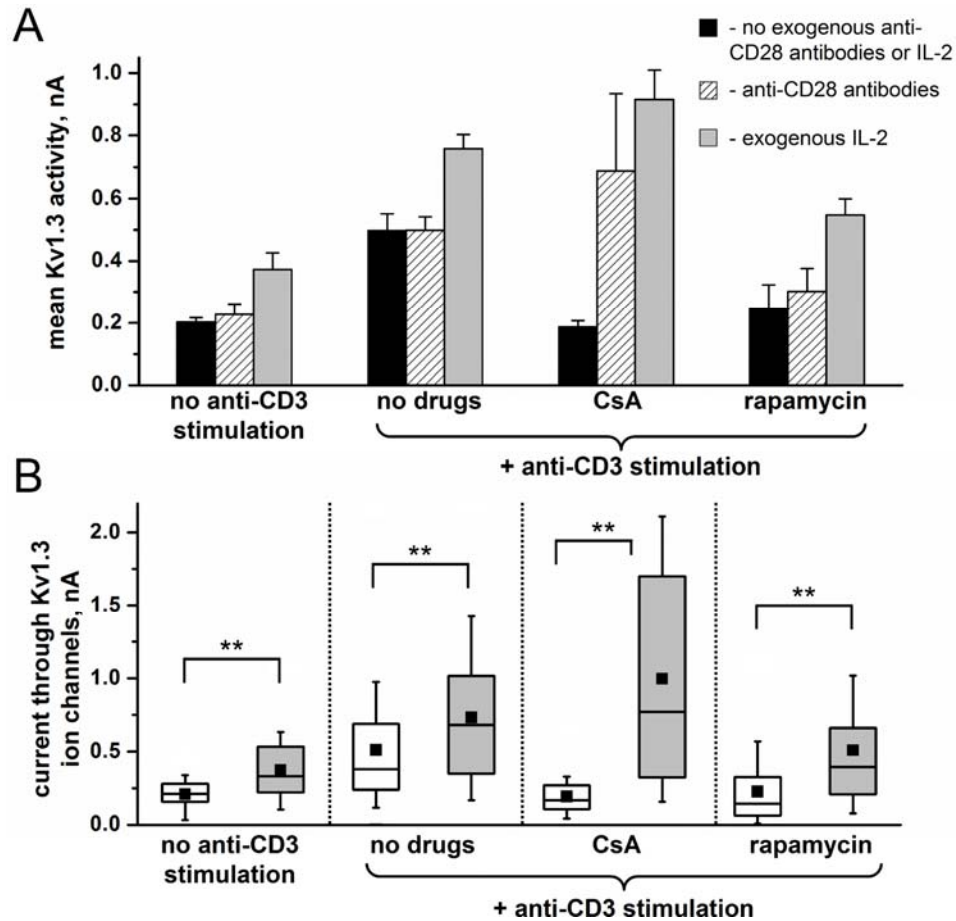 A
- no exogenous anti-
CD28 antibodies or IL-2
- anti-CD28 antibodies
- exogenous IL-2
mean Kv1.3 activity, nA
1.0
0.8
0.6
0.4
0.2
0.0
no anti-CD3
stimulation
no drugs
CsA
rapamycin
+ anti-CD3 stimulation
B
current through Kv1.3
ion channels, nA
2.0
1.5
1.0
0.5
0.0
**
**
**
**
no anti-CD3
stimulation
no drugs
CsA
rapamycin
+ anti-CD3 stimulation